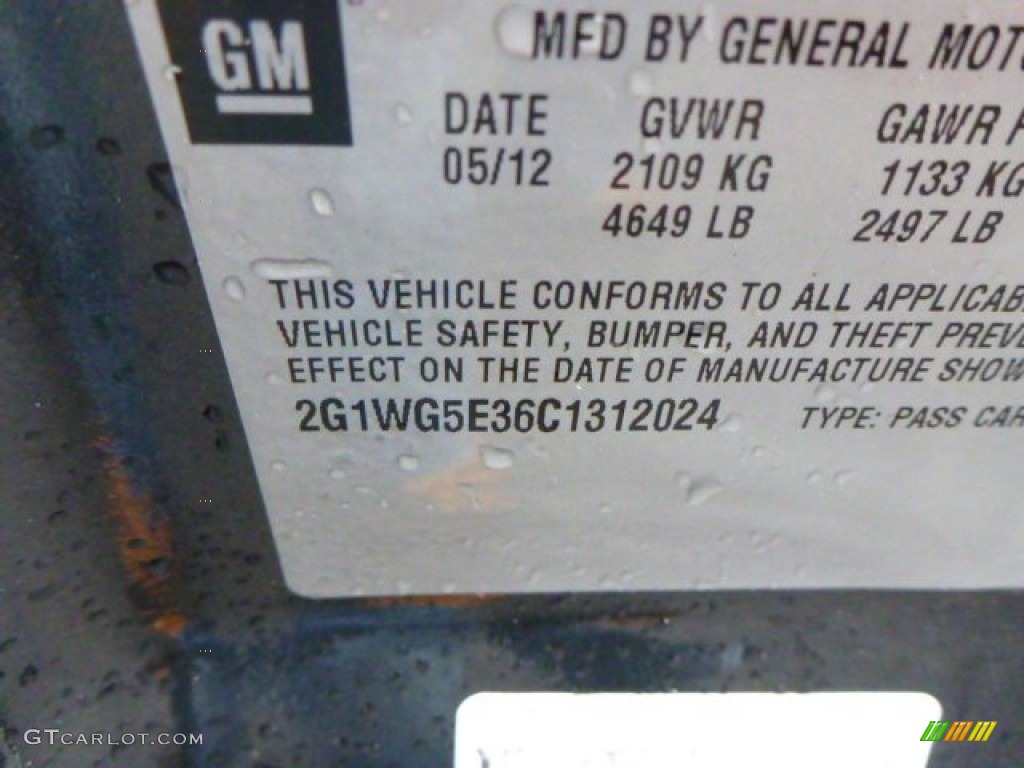 GM
MFD BY GENERAL MOT
DATE GVWR GAWR F
05/12 2109 KG 1133 KG
4649 LB 2497 LB
THIS VEHICLE CONFORMS TO ALL APPLICAB
VEHICLE SAFETY, BUMPER, AND THEFT PREVE
EFFECT ON THE DATE OF MANUFACTURE SHOW
2G1WG5E36C1312024 TYPE: PASS CAR
GTCARLOT.COM